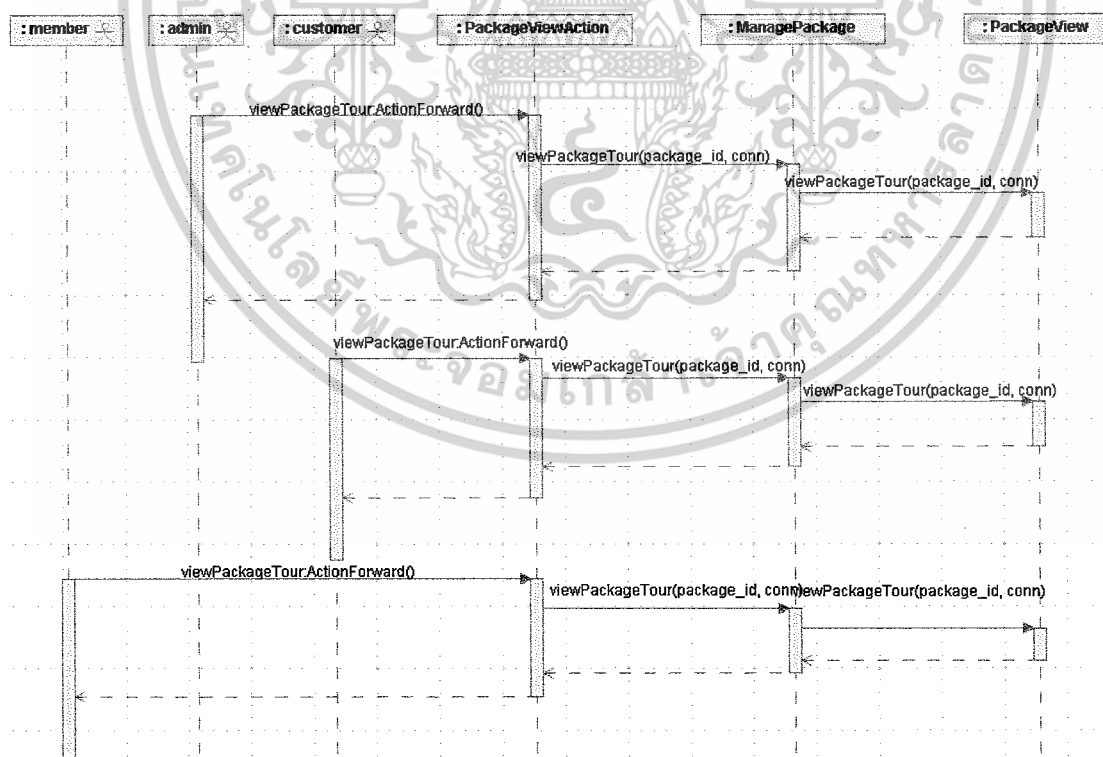 : member
: admin
: customer
: PackageViewAction
: ManagePackage
: PackageView
viewPackageTour:ActionForward()
viewPackageTour(package_id, conn)
viewPackageTour(package_id, conn)
viewPackageTour:ActionForward()
viewPackageTour(package_id, conn)
viewPackageTour(package_id, conn)
viewPackageTour:ActionForward()
viewPackageTour(package_id, conn)
viewPackageTour(package_id, conn)